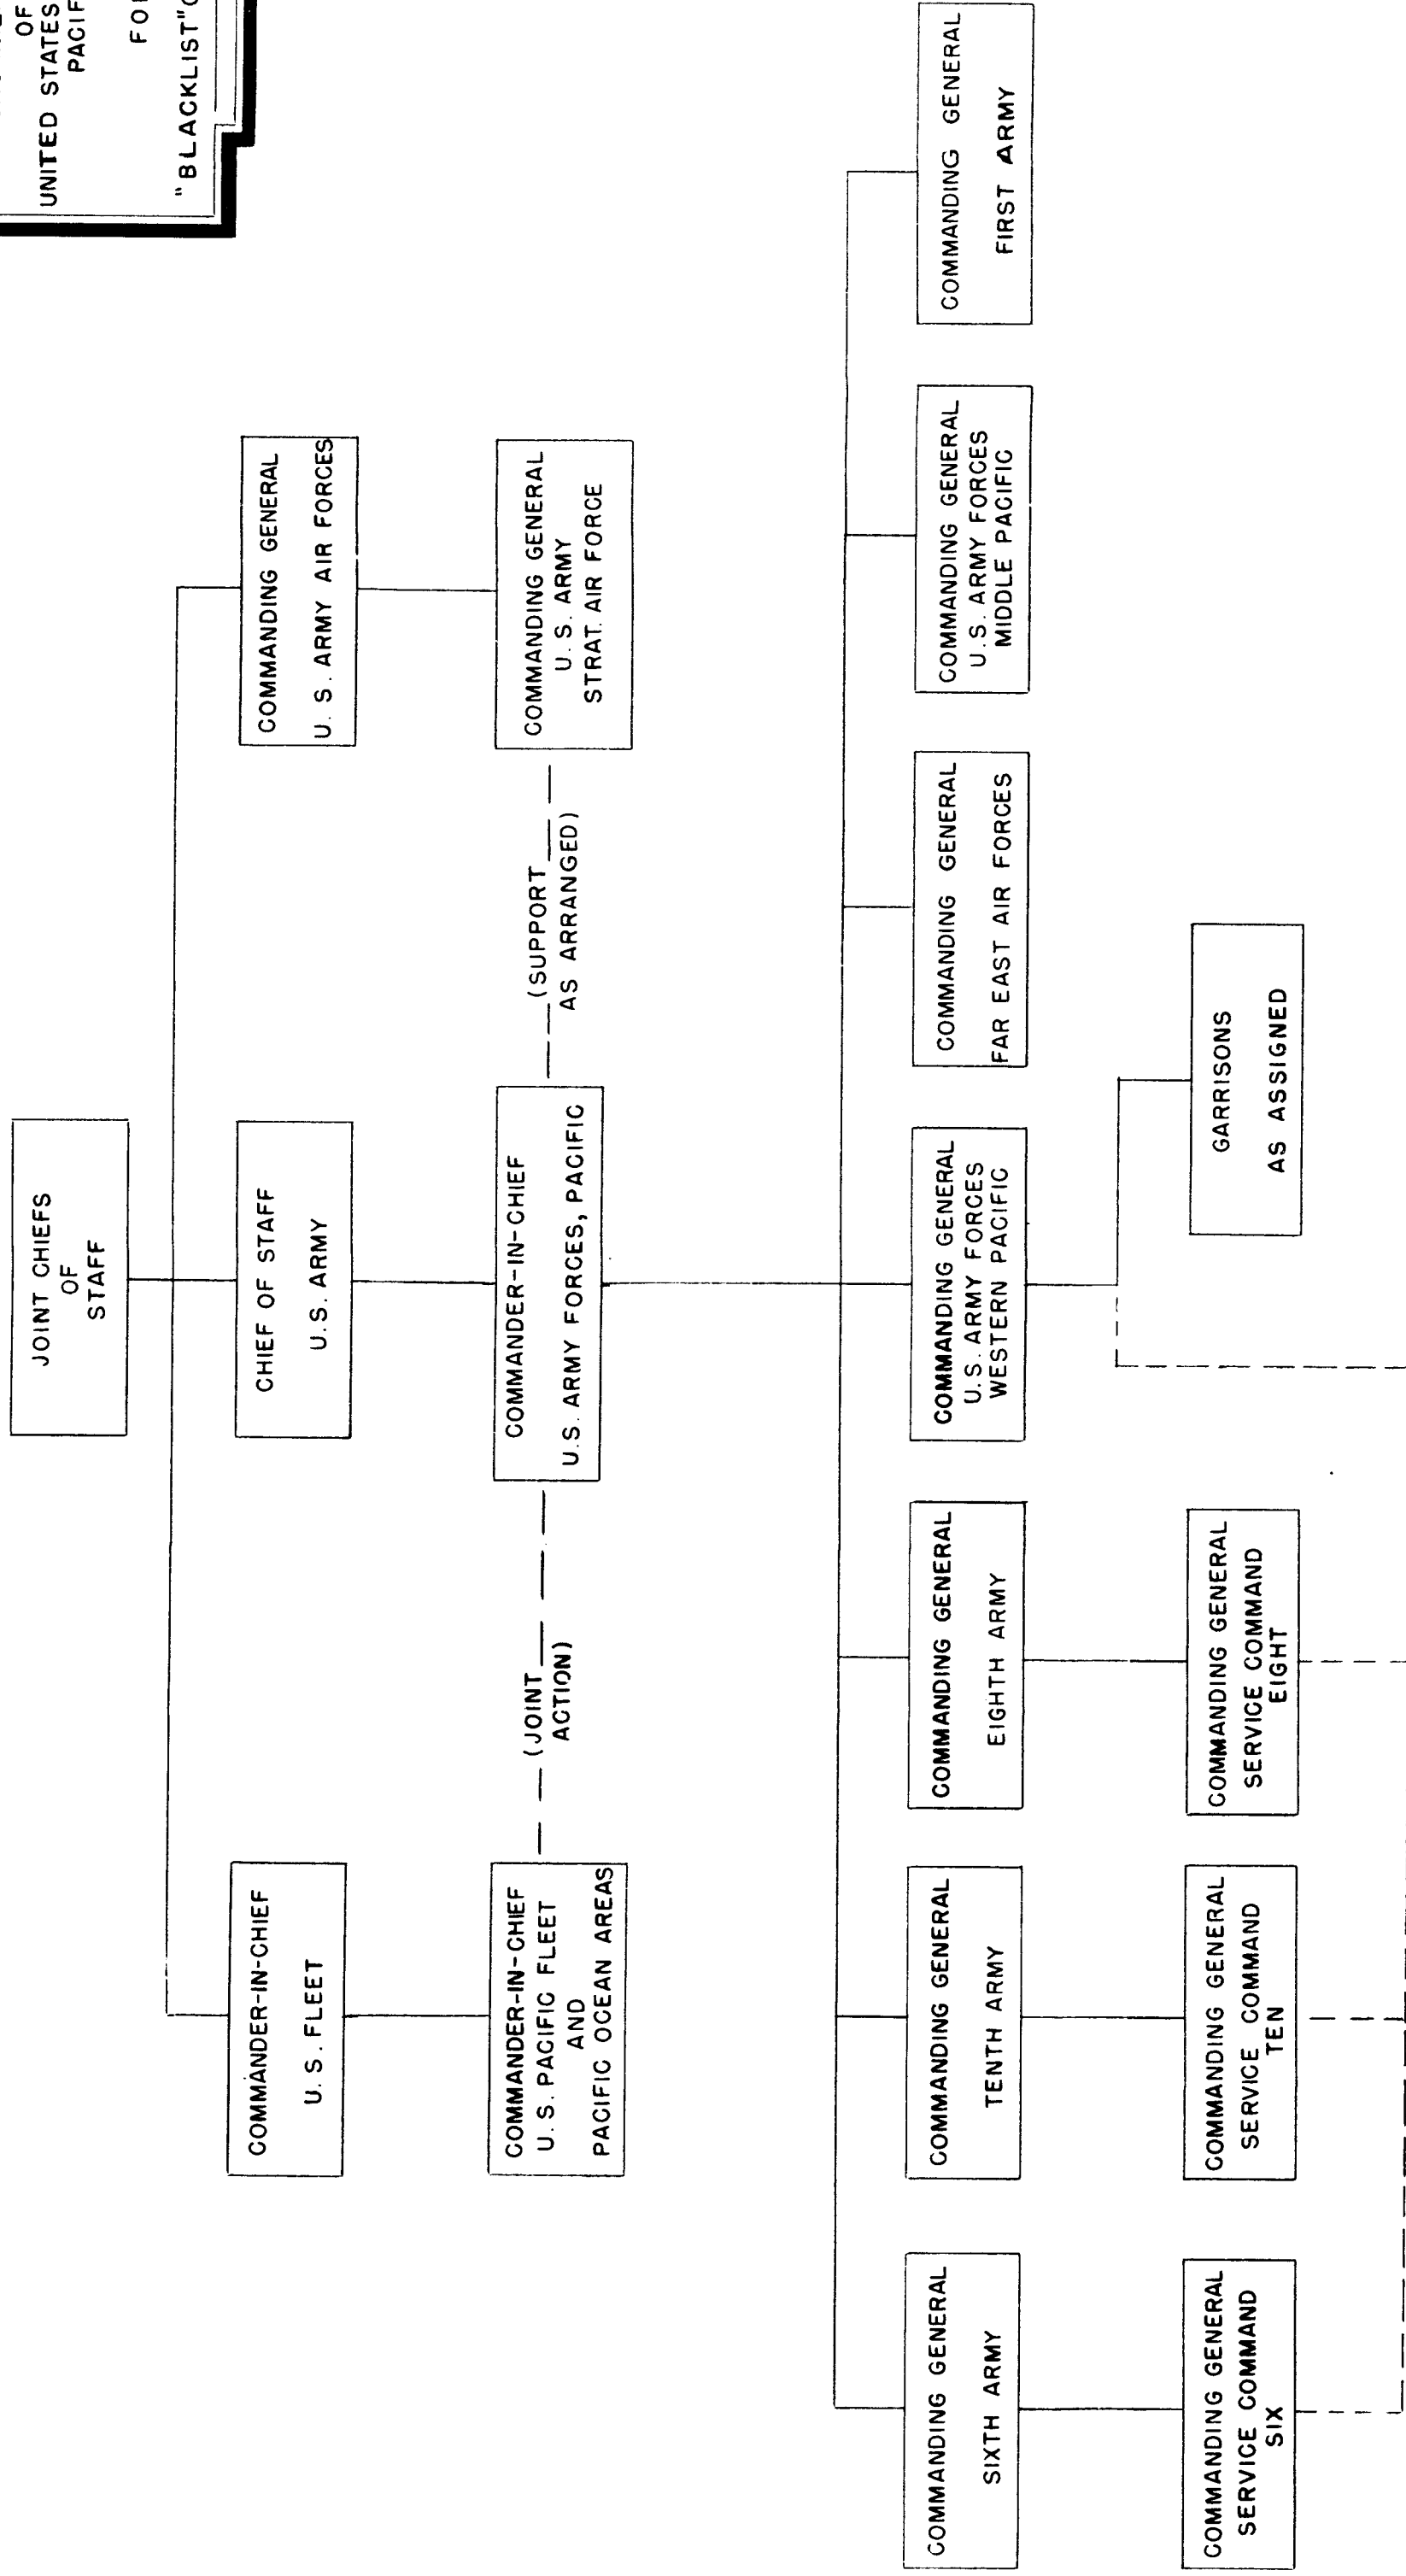 OF
UNITED STATES
"BLACKLIST"
JOINT CHIEFS
OF
STAFF
COMMANDER-IN-CHIEF
U.S. FLEET
CHIEF OF STAFF
U.S. ARMY
COMMANDING GENERAL
U.S. ARMY AIR FORCES
COMMANDER-IN-CHIEF
U.S. PACIFIC FLEET
AND
PACIFIC OCEAN AREAS
(JOINT
ACTION)
COMMANDER-IN-CHIEF
U.S. ARMY FORCES, PACIFIC
(SUPPORT
AS ARRANGED)
COMMANDING GENERAL
U.S. ARMY
STRAT. AIR FORCE
COMMANDING GENERAL
SIXTH ARMY
COMMANDING GENERAL
TENTH ARMY
COMMANDING GENERAL
EIGHTH ARMY
COMMANDING GENERAL
U.S. ARMY FORCES
WESTERN PACIFIC
COMMANDING GENERAL
FAR EAST AIR FORCES
COMMANDING GENERAL
U.S. ARMY FORCES
MIDDLE PACIFIC
COMMANDING GENERAL
FIRST ARMY
COMMANDING GENERAL
SERVICE COMMAND
SIX
COMMANDING GENERAL
SERVICE COMMAND
TEN
COMMANDING GENERAL
SERVICE COMMAND
EIGHT
GARRISONS
AS ASSIGNED